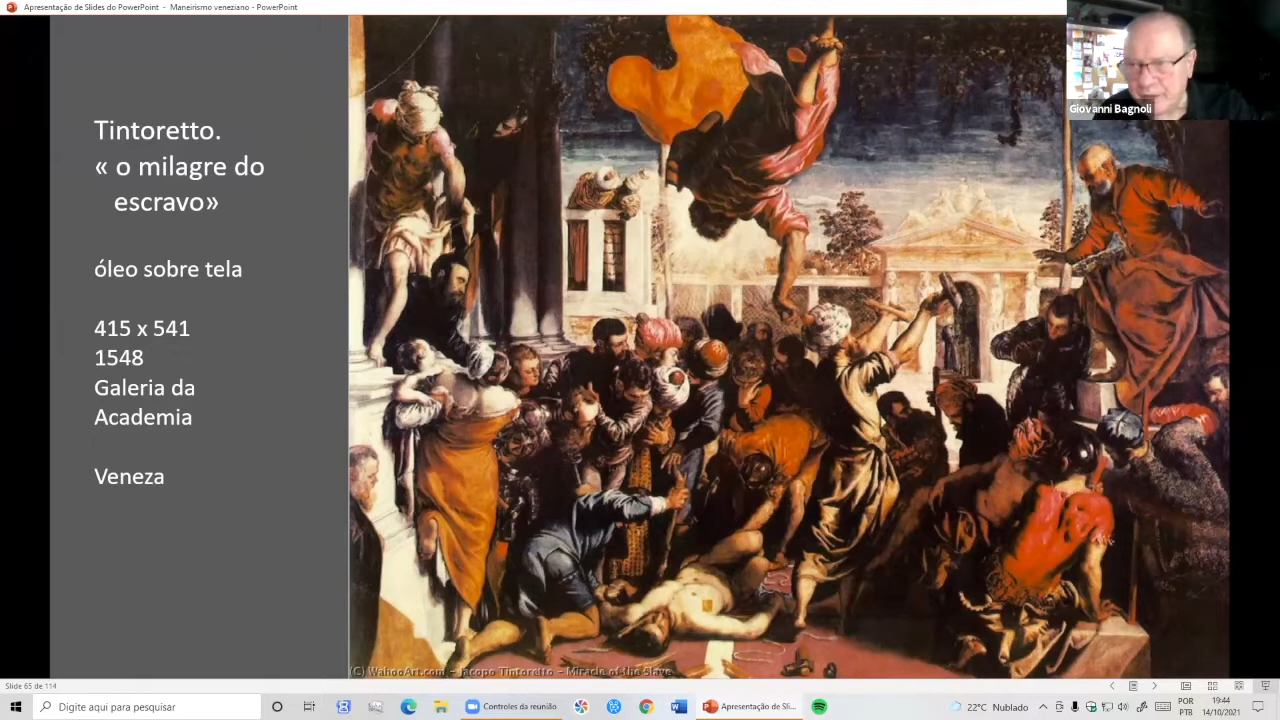 Apresentação de Slides do PowerPoint - Maneirismo veneziano - PowerPoint
Giovanni Bagnoli
Tintoretto.
« o milagre do
escravo»
óleo sobre tela
415 x 541
1548
Galeria da
Academia
Veneza
(C) WahooArt.com - Jacopo Tintoretto - Miracle of the Slave
Slide 65 de 114
Digite aqui para pesquisar
Controles da reunião
Apresentação de Sli...
22°C Nublado
POR
PTB
19:44
14/10/2021